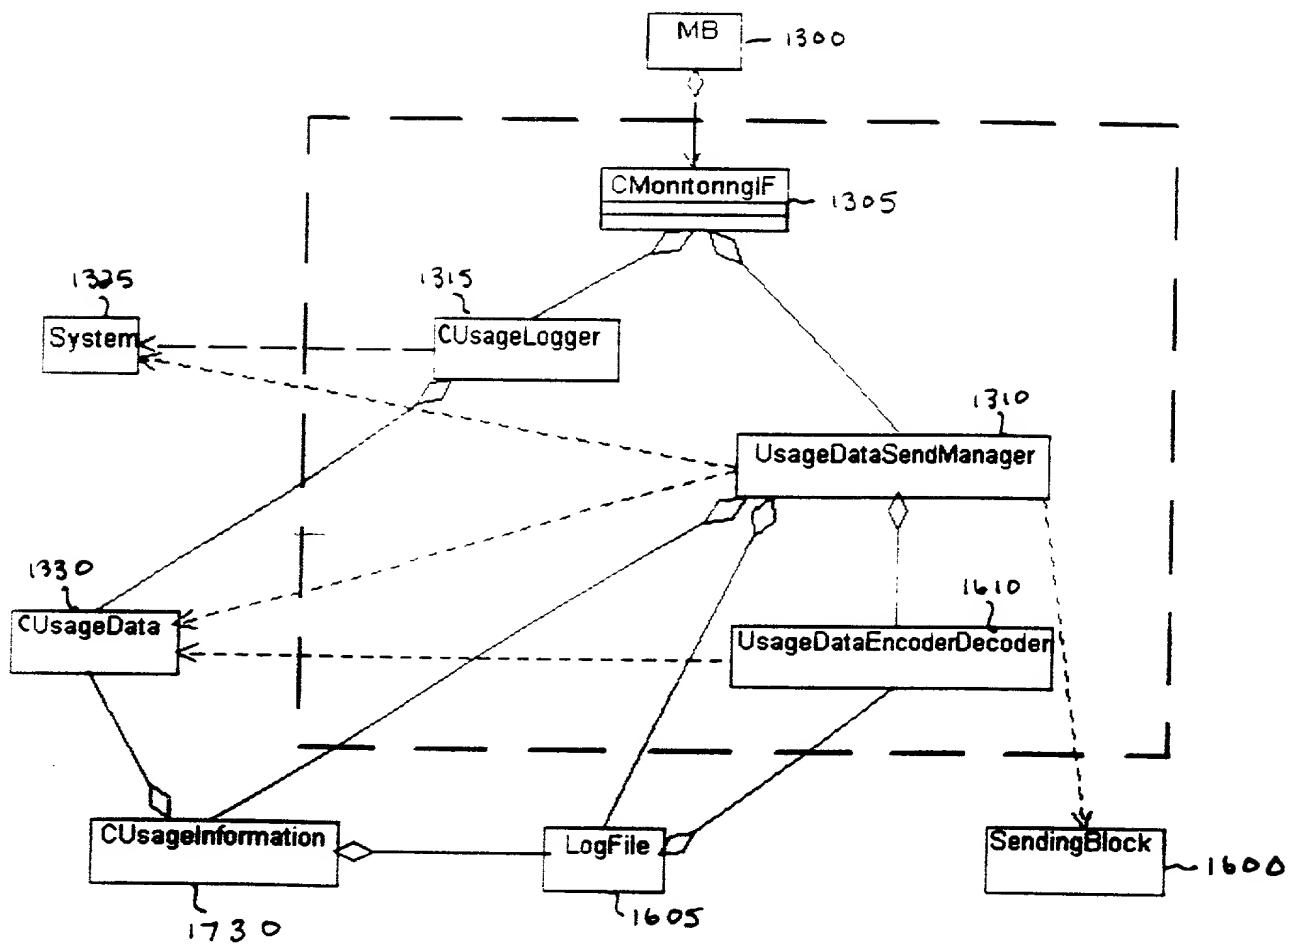 MB
1300
CMonitoringIF
1305
1325
1315
System
CUsageLogger
1310
UsageDataSendManager
1330
CUsageData
1610
UsageDataEncoderDecoder
CUsageInformation
LogFile
SendingBlock
1600
1730
1605